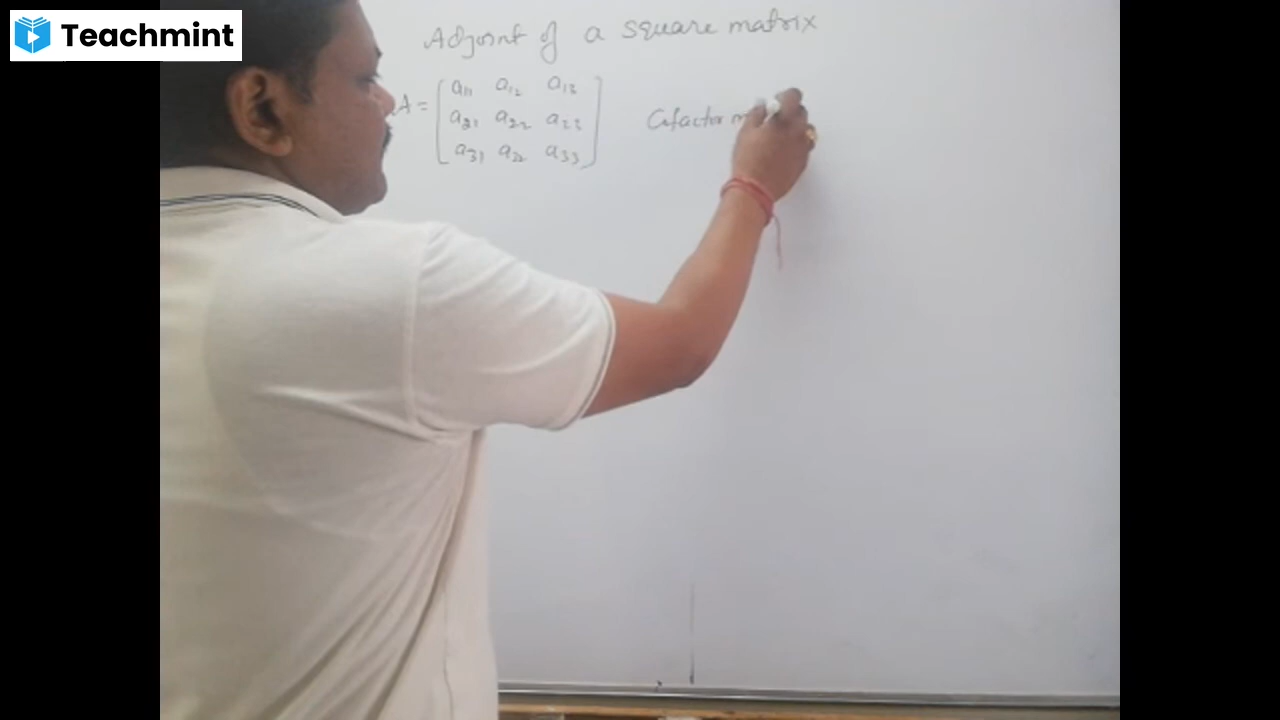 Teachmint
Adjoint of a square matrix
A = [ a11 a12 a13
a21 a22 a23
a31 a32 a33 ]
Cofactor m